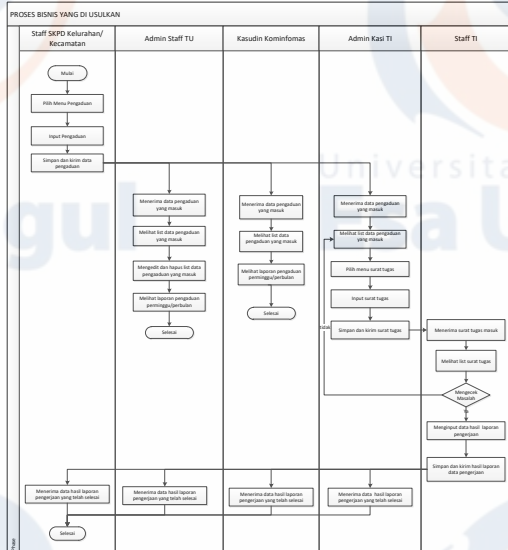 PROSES BISNIS YANG DI USULKAN
Staff SKPD Kelurahan/
Kecamatan
Admin Staff TU
Kasudin Kominfomas
Admin Kasi TI
Staff TI
Mulai
Pilih Menu Pengaduan
Input Pengaduan
Simpan dan kirim data
pengaduan
Menerima data pengaduan
yang masuk
Melihat list data pengaduan
yang masuk
Mengedit dan hapus list data
pengaduan yang masuk
Melihat laporan pengaduan
perminggu/perbulan
Selesai
Menerima data pengaduan
yang masuk
Melihat list data
pengaduan yang masuk
Melihat laporan pengaduan
perminggu/perbulan
Selesai
Menerima data pengaduan
yang masuk
Melihat list data pengaduan
yang masuk
Pilih menu surat tugas
Input surat tugas
Simpan dan kirim surat tugas
tidak
Menerima surat tugas masuk
Melihat list surat tugas
Mengecek
Masalah
Ya
Menginput data hasil laporan
pengerjaan
Simpan dan kirim hasil laporan
data pengerjaan
Menerima data hasil laporan
pengerjaan yang telah selesai
Menerima data hasil laporan
pengerjaan yang telah selesai
Menerima data hasil laporan
pengerjaan yang telah selesai
Menerima data hasil laporan
pengerjaan yang telah selesai
Selesai
Phase
Universita
gul
Esa U